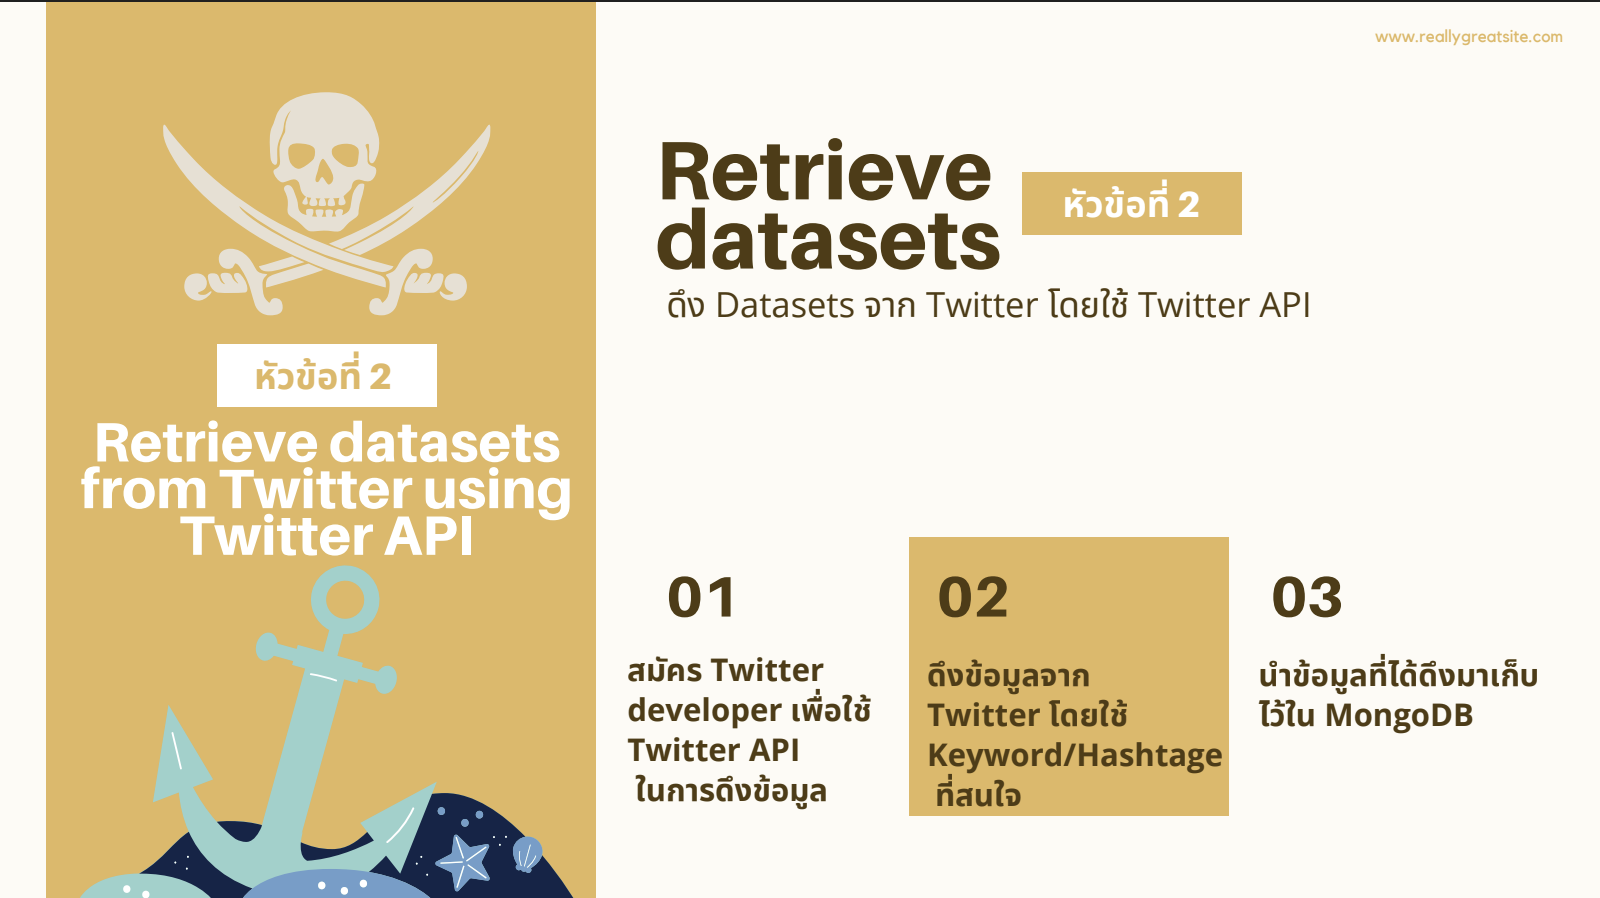 www.reallygreatsite.com
หัวข้อที่ 2
Retrieve datasets
from Twitter using
Twitter API
Retrieve
datasets
หัวข้อที่ 2
ดึง Datasets จาก Twitter โดยใช้ Twitter API
01
สมัคร Twitter
developer เพื่อใช้
Twitter API
ในการดึงข้อมูล
02
ดึงข้อมูลจาก
Twitter โดยใช้
Keyword/Hashtage
ที่สนใจ
03
นำข้อมูลที่ได้ดึงมาเก็บ
ไว้ใน MongoDB